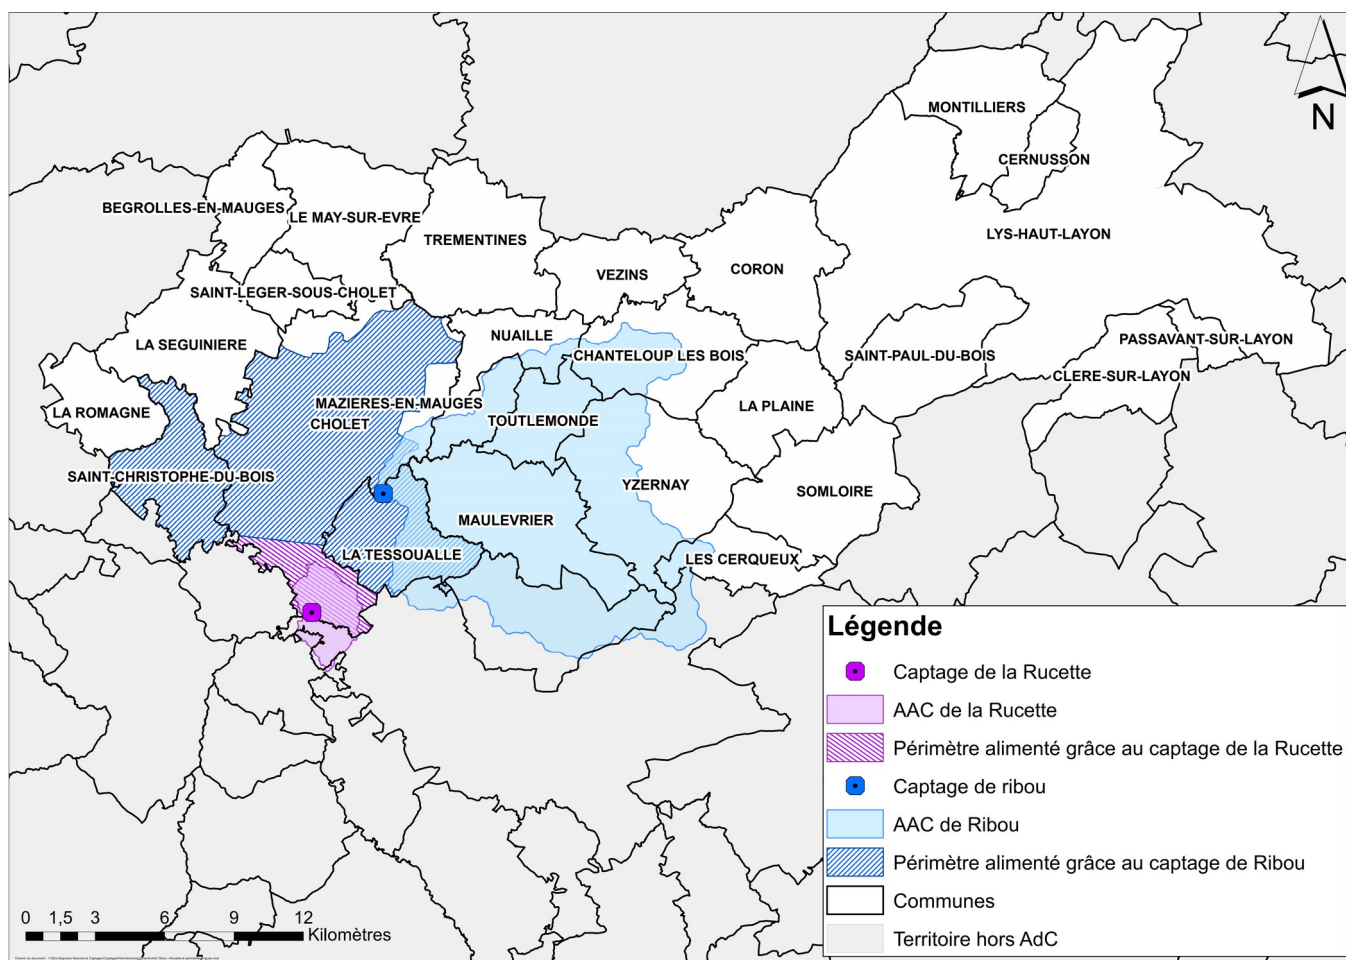 N
MONTILLIERS
CERNUSSON
BEGROLLES-EN-MAUGES
LE MAY-SUR-EVRE
TREMENTINES
LYS-HAUT-LAYON
VEZINS
CORON
SAINT-LEGER-SOUS-CHOLET
NUAILLE
PASSAVANT-SUR-LAYON
LA SEGUINIERE
CHANTELOUP LES BOIS
SAINT-PAUL-DU-BOIS
CLERE-SUR-LAYON
MAZIERES-EN-MAUGES
LA PLAINE
LA ROMAGNE
CHOLET
TOUTLEMONDE
SAINT-CHRISTOPHE-DU-BOIS
YZERNAY
SOMLOIRE
MAULEVRIER
LA TESSOUALLE
LES CERQUEUX
Légende
Captage de la Rucette
AAC de la Rucette
Périmètre alimenté grâce au captage de la Rucette
Captage de ribou
AAC de Ribou
Périmètre alimenté grâce au captage de Ribou
Communes
Territoire hors AdC
0 1,5 3 6 9 12
Kilomètres